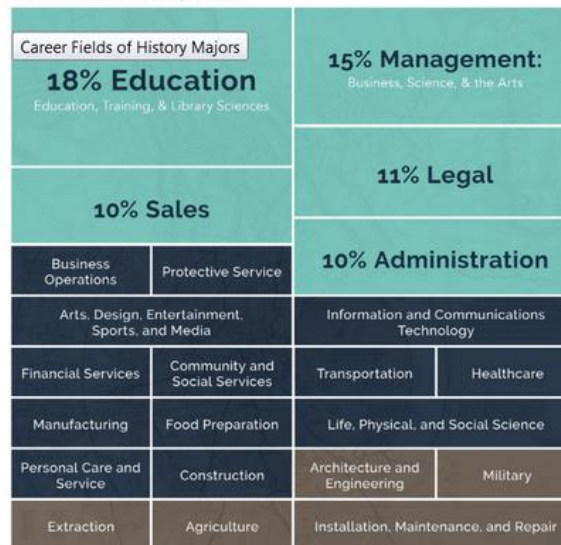 Career Fields of History Majors
18% Education
Education, Training, & Library Sciences
15% Management:
Business, Science, & the Arts
11% Legal
10% Sales
10% Administration
Business
Operations
Protective Service
Arts, Design, Entertainment,
Sports, and Media
Information and Communications
Technology
Financial Services
Community and
Social Services
Transportation
Healthcare
Manufacturing
Food Preparation
Life, Physical, and Social Science
Personal Care and
Service
Construction
Architecture and
Engineering
Military
Extraction
Agriculture
Installation, Maintenance, and Repair